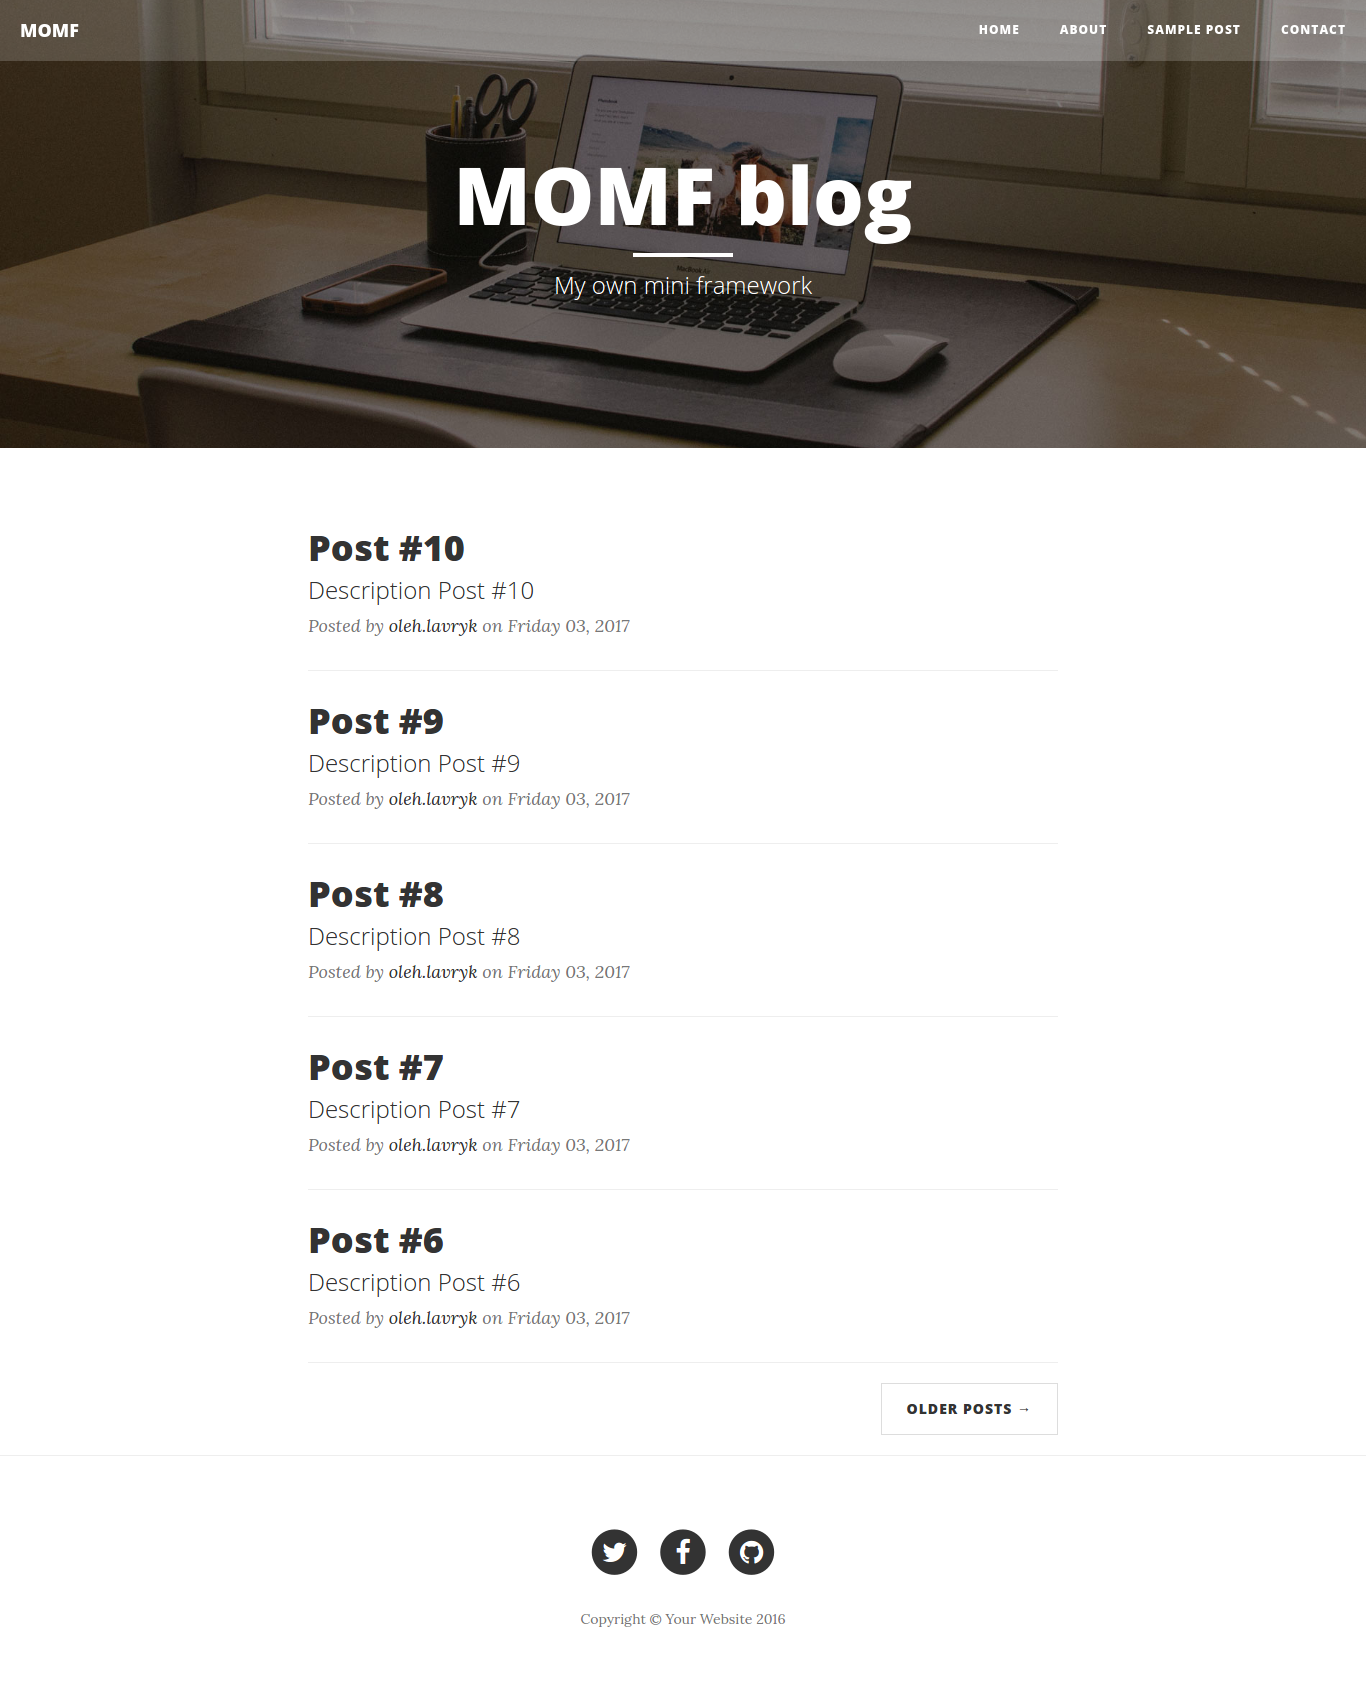 MOMF
HOME ABOUT SAMPLE POST CONTACT
MOMF blog
My own mini framework
Post #10
Description Post #10
Posted by oleh.lavryk on Friday 03, 2017
Post #9
Description Post #9
Posted by oleh.lavryk on Friday 03, 2017
Post #8
Description Post #8
Posted by oleh.lavryk on Friday 03, 2017
Post #7
Description Post #7
Posted by oleh.lavryk on Friday 03, 2017
Post #6
Description Post #6
Posted by oleh.lavryk on Friday 03, 2017
OLDER POSTS →
Copyright © Your Website 2016